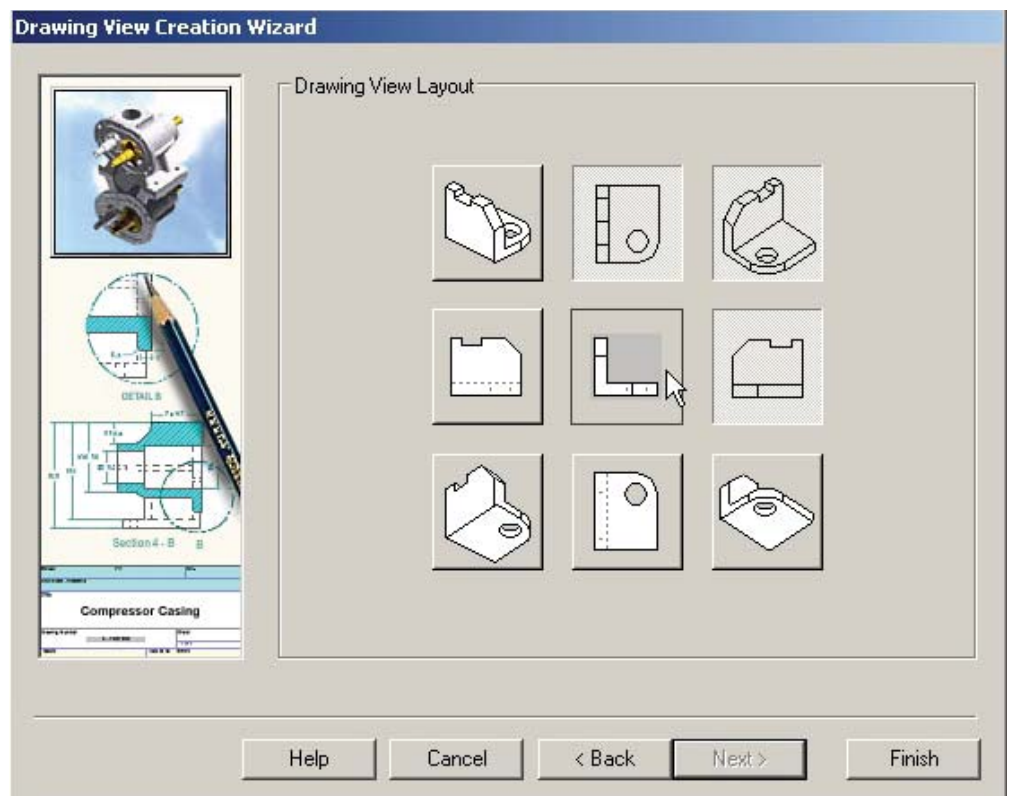 Drawing View Creation Wizard
Drawing View Layout
DETAIL B
Section 4 - B B
Compressor Casing
Help Cancel < Back Next > Finish